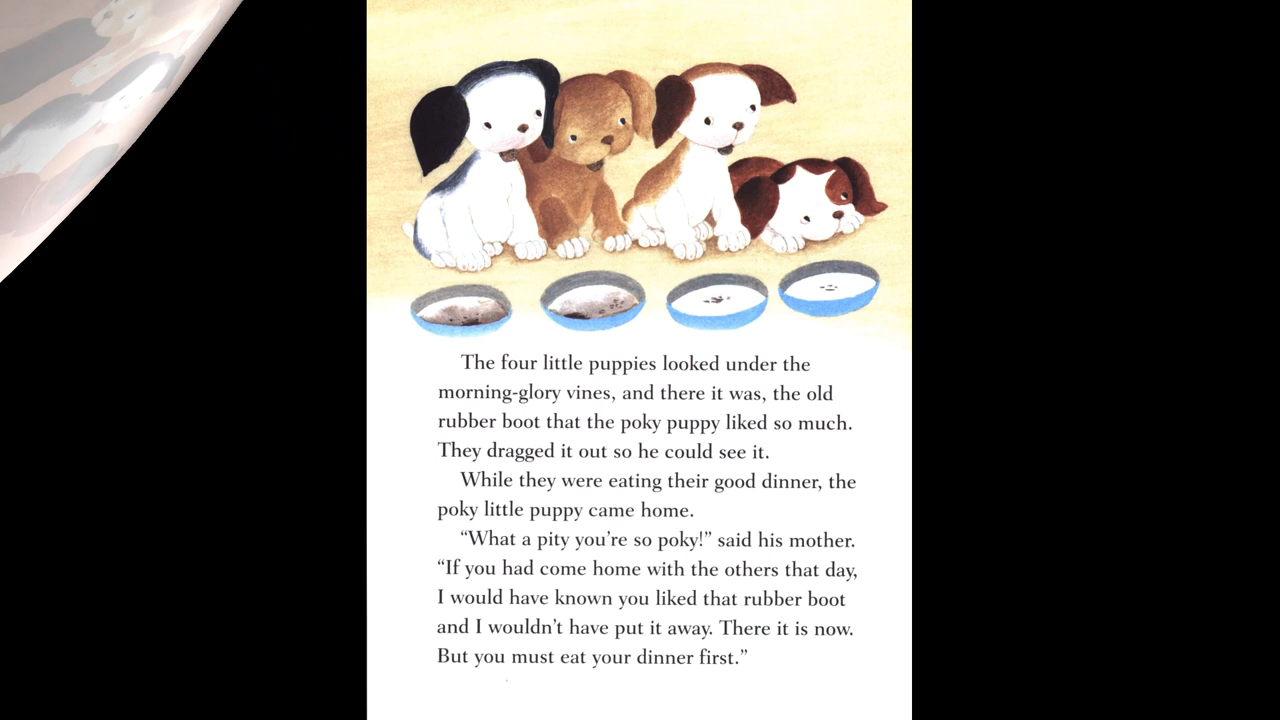 The four little puppies looked under the
morning-glory vines, and there it was, the old
rubber boot that the poky puppy liked so much.
They dragged it out so he could see it.
While they were eating their good dinner, the
poky little puppy came home.
“What a pity you’re so poky!” said his mother.
“If you had come home with the others that day,
I would have known you liked that rubber boot
and I wouldn’t have put it away. There it is now.
But you must eat your dinner first.”